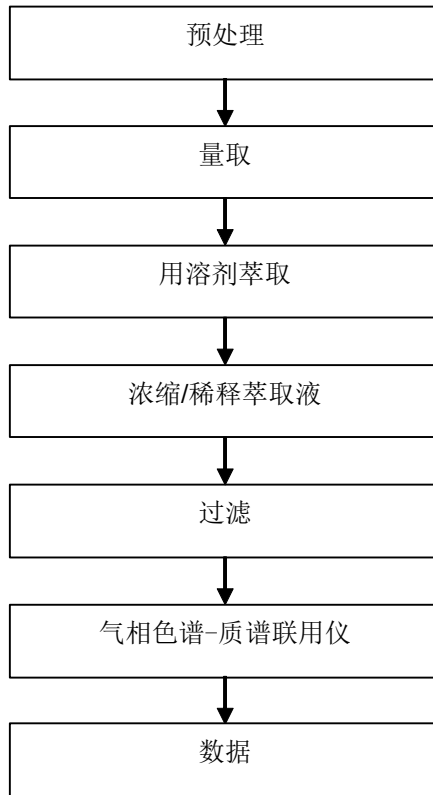 预处理
量取
用溶剂萃取
浓缩/稀释萃取液
过滤
气相色谱-质谱联用仪
数据